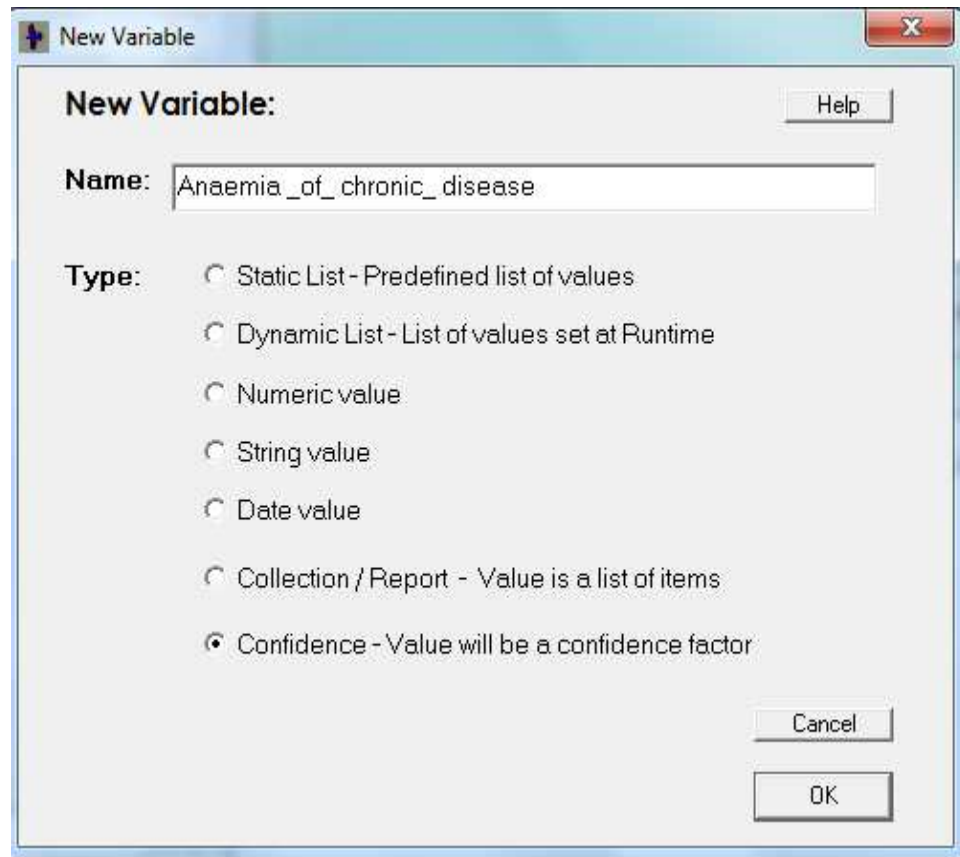 New Variable
New Variable:
Help
Name: Anaemia _of_ chronic_ disease
Type:
Static List - Predefined list of values
Dynamic List - List of values set at Runtime
Numeric value
String value
Date value
Collection / Report - Value is a list of items
Confidence - Value will be a confidence factor
Cancel
OK